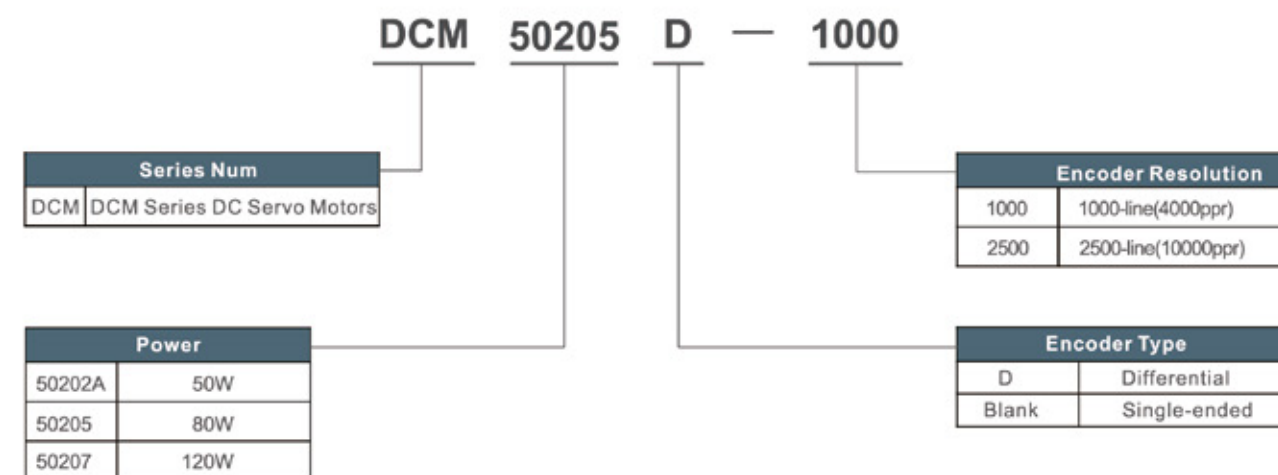 DCM 50205 D — 1000
Series Num
DCM DCM Series DC Servo Motors
Encoder Resolution
1000 1000-line(4000ppr)
2500 2500-line(10000ppr)
Power
50202A 50W
50205 80W
50207 120W
Encoder Type
D Differential
Blank Single-ended